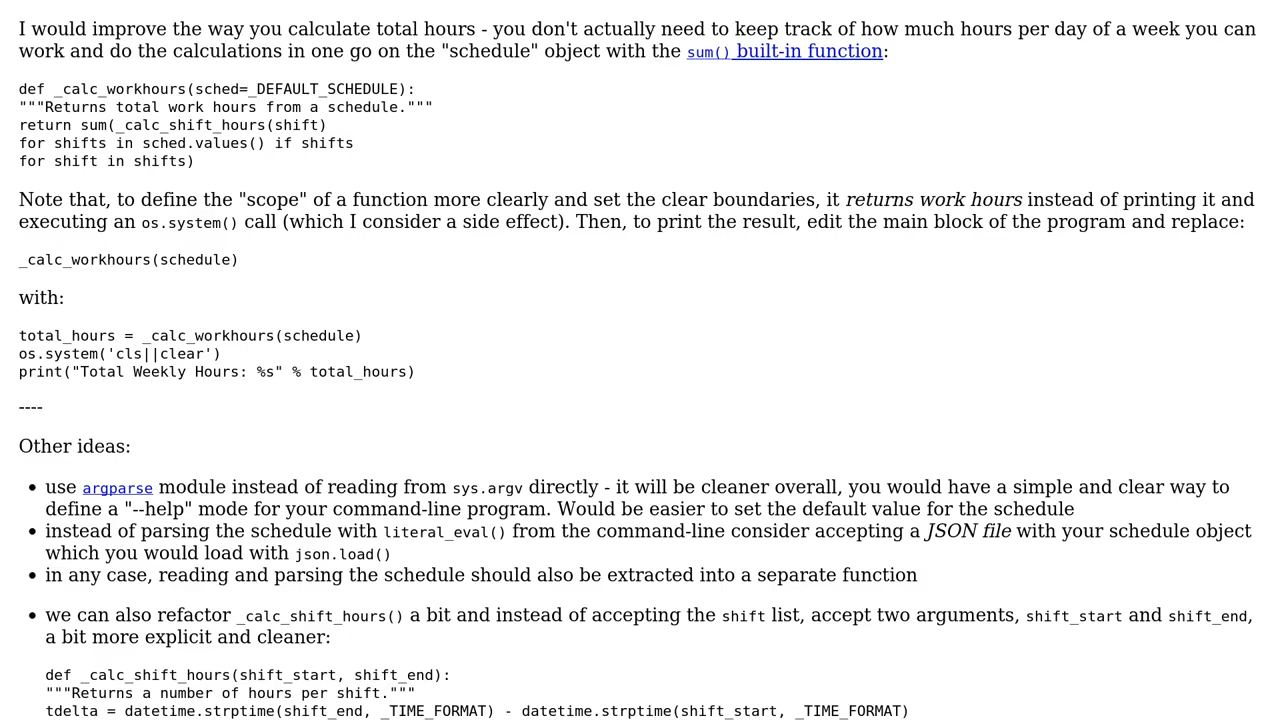 I would improve the way you calculate total hours - you don't actually need to keep track of how much hours per day of a week you can
work and do the calculations in one go on the "schedule" object with the sum() built-in function:
def _calc_workhours(sched=_DEFAULT_SCHEDULE):
"""Returns total work hours from a schedule."""
return sum(_calc_shift_hours(shift)
for shifts in sched.values() if shifts
for shift in shifts)
Note that, to define the "scope" of a function more clearly and set the clear boundaries, it returns work hours instead of printing it and
executing an os.system() call (which I consider a side effect). Then, to print the result, edit the main block of the program and replace:
_calc_workhours(schedule)
with:
total_hours = _calc_workhours(schedule)
os.system('cls||clear')
print("Total Weekly Hours: %s" % total_hours)
----
Other ideas:
• use argparse module instead of reading from sys.argv directly - it will be cleaner overall, you would have a simple and clear way to
define a "--help" mode for your command-line program. Would be easier to set the default value for the schedule
• instead of parsing the schedule with literal_eval() from the command-line consider accepting a JSON file with your schedule object
which you would load with json.load()
• in any case, reading and parsing the schedule should also be extracted into a separate function
• we can also refactor _calc_shift_hours() a bit and instead of accepting the shift list, accept two arguments, shift_start and shift_end,
a bit more explicit and cleaner:
def _calc_shift_hours(shift_start, shift_end):
"""Returns a number of hours per shift."""
tdelta = datetime.strptime(shift_end, _TIME_FORMAT) - datetime.strptime(shift_start, _TIME_FORMAT)